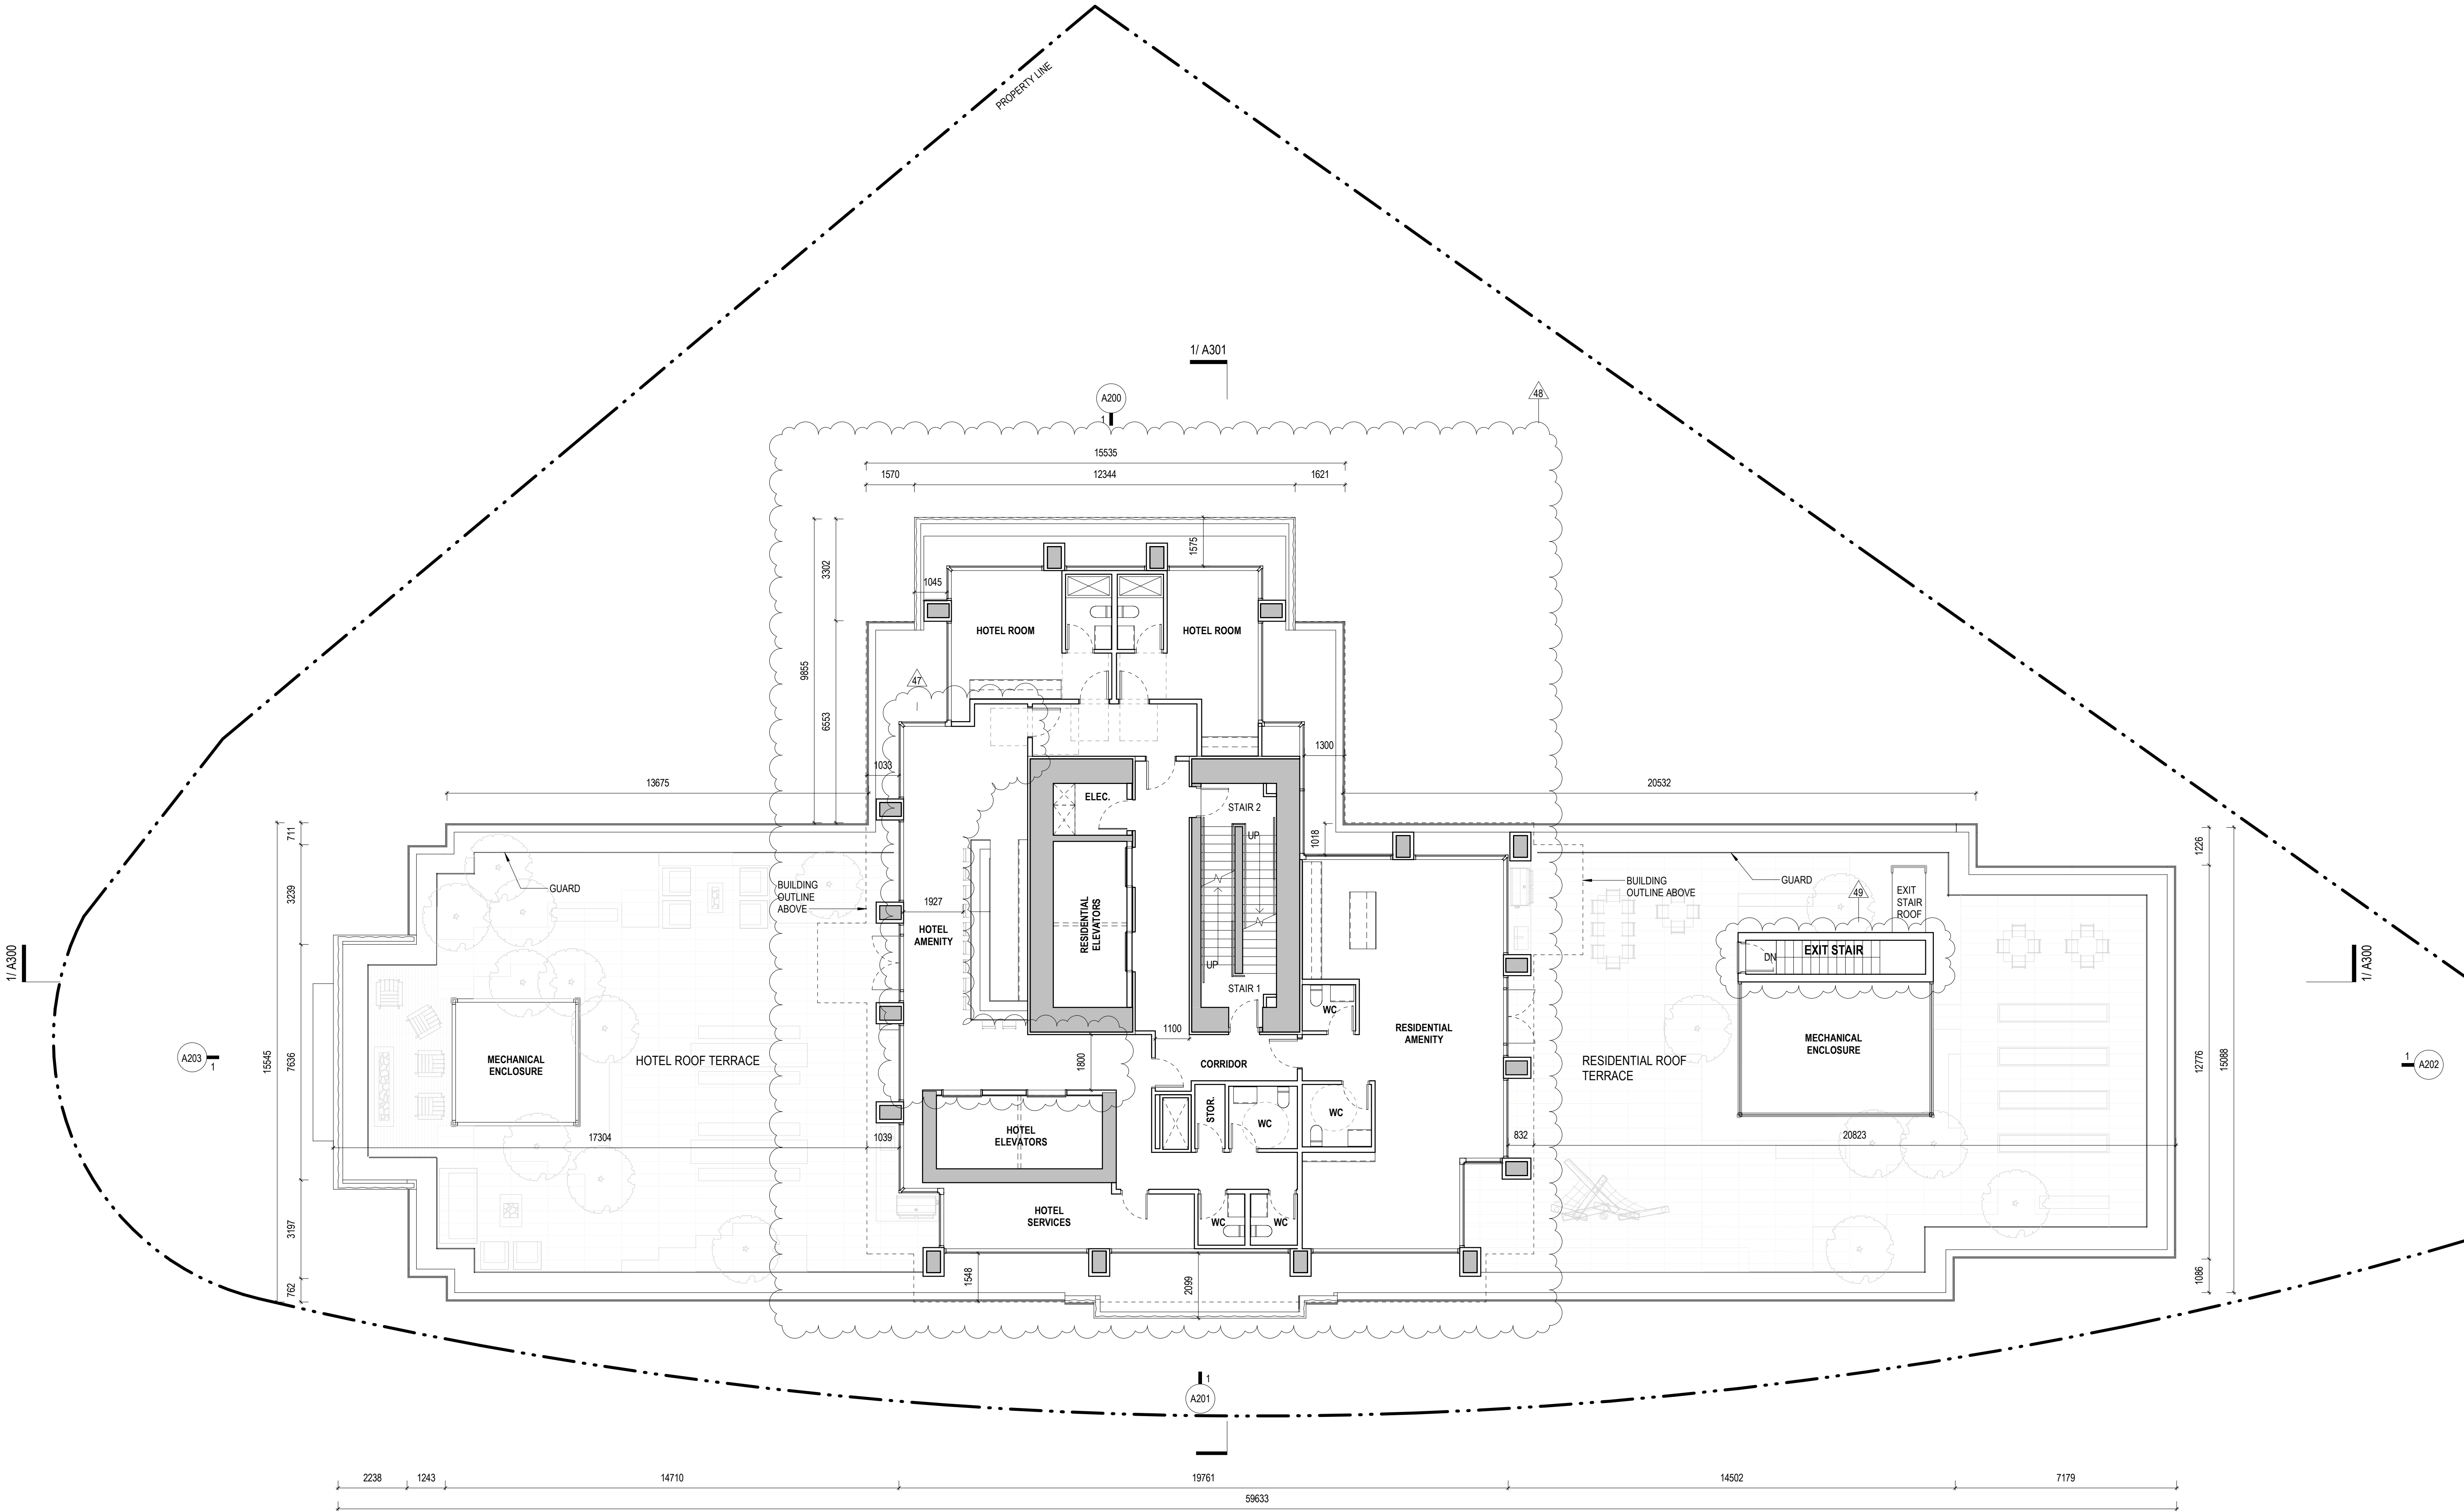 PROPERTY LINE
1/ A301
A200
1
48
15535
1570
12344
1621
1575
3302
1045
HOTEL ROOM
HOTEL ROOM
9855
47
6553
1033
1300
13675
20532
ELEC.
STAIR 2
UP
711
1018
1226
3239
GUARD
BUILDING
OUTLINE
ABOVE
1927
HOTEL
AMENITY
RESIDENTIAL
ELEVATORS
BUILDING
OUTLINE ABOVE
GUARD
49
EXIT
STAIR
ROOF
EXIT STAIR
DN
UP
STAIR 1
1/ A300
1/ A300
WC
1100
RESIDENTIAL
AMENITY
A203
1
15545
7636
MECHANICAL
ENCLOSURE
HOTEL ROOF TERRACE
1800
CORRIDOR
RESIDENTIAL ROOF
TERRACE
MECHANICAL
ENCLOSURE
12776
15088
1
A202
STOR.
WC
WC
17304
1039
HOTEL
ELEVATORS
832
20823
3197
HOTEL
SERVICES
WC
WC
762
1548
2099
1086
1
A201
2238
1243
14710
19761
14502
7179
59633